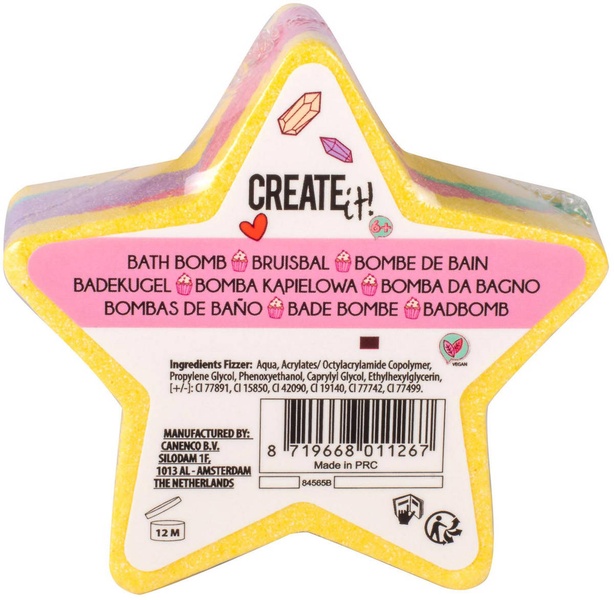 CREATE it!
6+
BATH BOMB BRUISBAL BOMBE DE BAIN
BADEKUGEL BOMBA KĄPIELOWA BOMBA DA BAGNO
BOMBAS DE BAÑO BADE BOMBE BADBOMB
VEGAN
Ingredients Fizzer: Aqua, Acrylates/ Octylacrylamide Copolymer,
Propylene Glycol, Phenoxyethanol, Caprylyl Glycol, Ethylhexylglycerin,
[+/-]: CI 77891, CI 15850, CI 42090, CI 19140, CI 77742, CI 77499.
MANUFACTURED BY:
CANENCO B.V.
SILODAM 1F,
1013 AL - AMSTERDAM
THE NETHERLANDS
8 719668 011267
Made in PRC
84565B
12 M